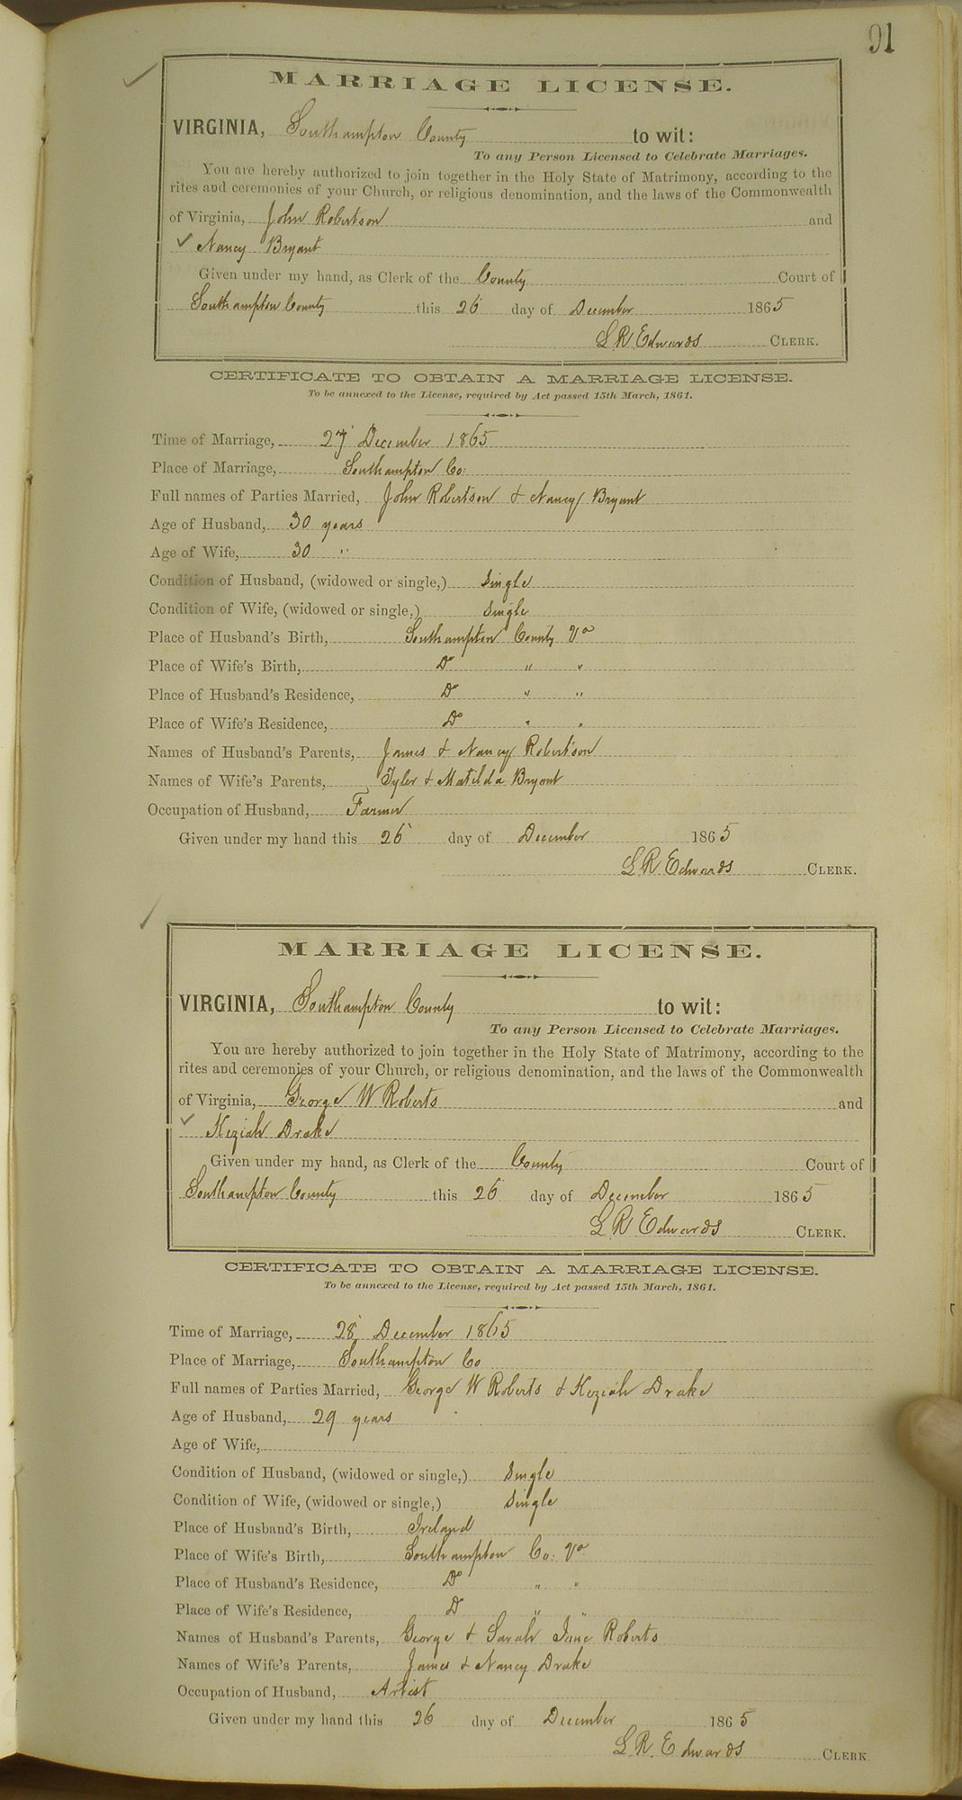 91
MARRIAGE LICENSE.
VIRGINIA, Southampton County to wit:
To any Person Licensed to Celebrate Marriages.
You are hereby authorized to join together in the Holy State of Matrimony, according to the
rites and ceremonies of your Church, or religious denomination, and the laws of the Commonwealth
of Virginia, John Robertson and
✓ Nancy Bryant
Given under my hand, as Clerk of the County Court of
Southampton County this 26 day of December 1865
L R Edwards CLERK.
CERTIFICATE TO OBTAIN A MARRIAGE LICENSE.
To be annexed to the License, required by Act passed 15th March, 1861.
Time of Marriage, 27 December 1865
Place of Marriage, Southampton Co:
Full names of Parties Married, John Robertson & Nancy Bryant
Age of Husband, 30 years
Age of Wife, 30 "
Condition of Husband, (widowed or single,) Single
Condition of Wife, (widowed or single,) Single
Place of Husband's Birth, Southampton County Va
Place of Wife's Birth, Do " "
Place of Husband's Residence, Do " "
Place of Wife's Residence, Do " "
Names of Husband's Parents, James & Nancy Robertson
Names of Wife's Parents, Tyler & Matilda Bryant
Occupation of Husband, Farmer
Given under my hand this 26 day of December 1865
L R Edwards CLERK.
MARRIAGE LICENSE.
VIRGINIA, Southampton County to wit:
To any Person Licensed to Celebrate Marriages.
You are hereby authorized to join together in the Holy State of Matrimony, according to the
rites and ceremonies of your Church, or religious denomination, and the laws of the Commonwealth
of Virginia, George W Roberts and
✓ Keziah Drake
Given under my hand, as Clerk of the County Court of
Southampton County this 26 day of December 1865
L R Edwards CLERK.
CERTIFICATE TO OBTAIN A MARRIAGE LICENSE.
To be annexed to the License, required by Act passed 15th March, 1861.
Time of Marriage, 28 December 1865
Place of Marriage, Southampton Co
Full names of Parties Married, George W Roberts & Keziah Drake
Age of Husband, 29 years
Age of Wife,
Condition of Husband, (widowed or single,) Single
Condition of Wife, (widowed or single,) Single
Place of Husband's Birth, Ireland
Place of Wife's Birth, Southampton Co: Va
Place of Husband's Residence, Do " "
Place of Wife's Residence, Do " "
Names of Husband's Parents, George & Sarah Jane Roberts
Names of Wife's Parents, James & Nancy Drake
Occupation of Husband, Artist
Given under my hand this 26 day of December 1865
L. R. Edwards CLERK